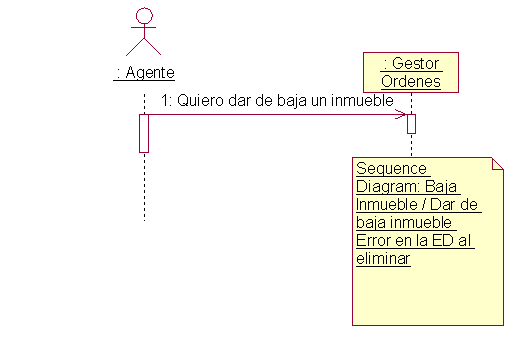 : Agente
: Gestor
Ordenes
1: Quiero dar de baja un inmueble
Sequence
Diagram: Baja
Inmueble / Dar de
baja inmueble
Error en la ED al
eliminar